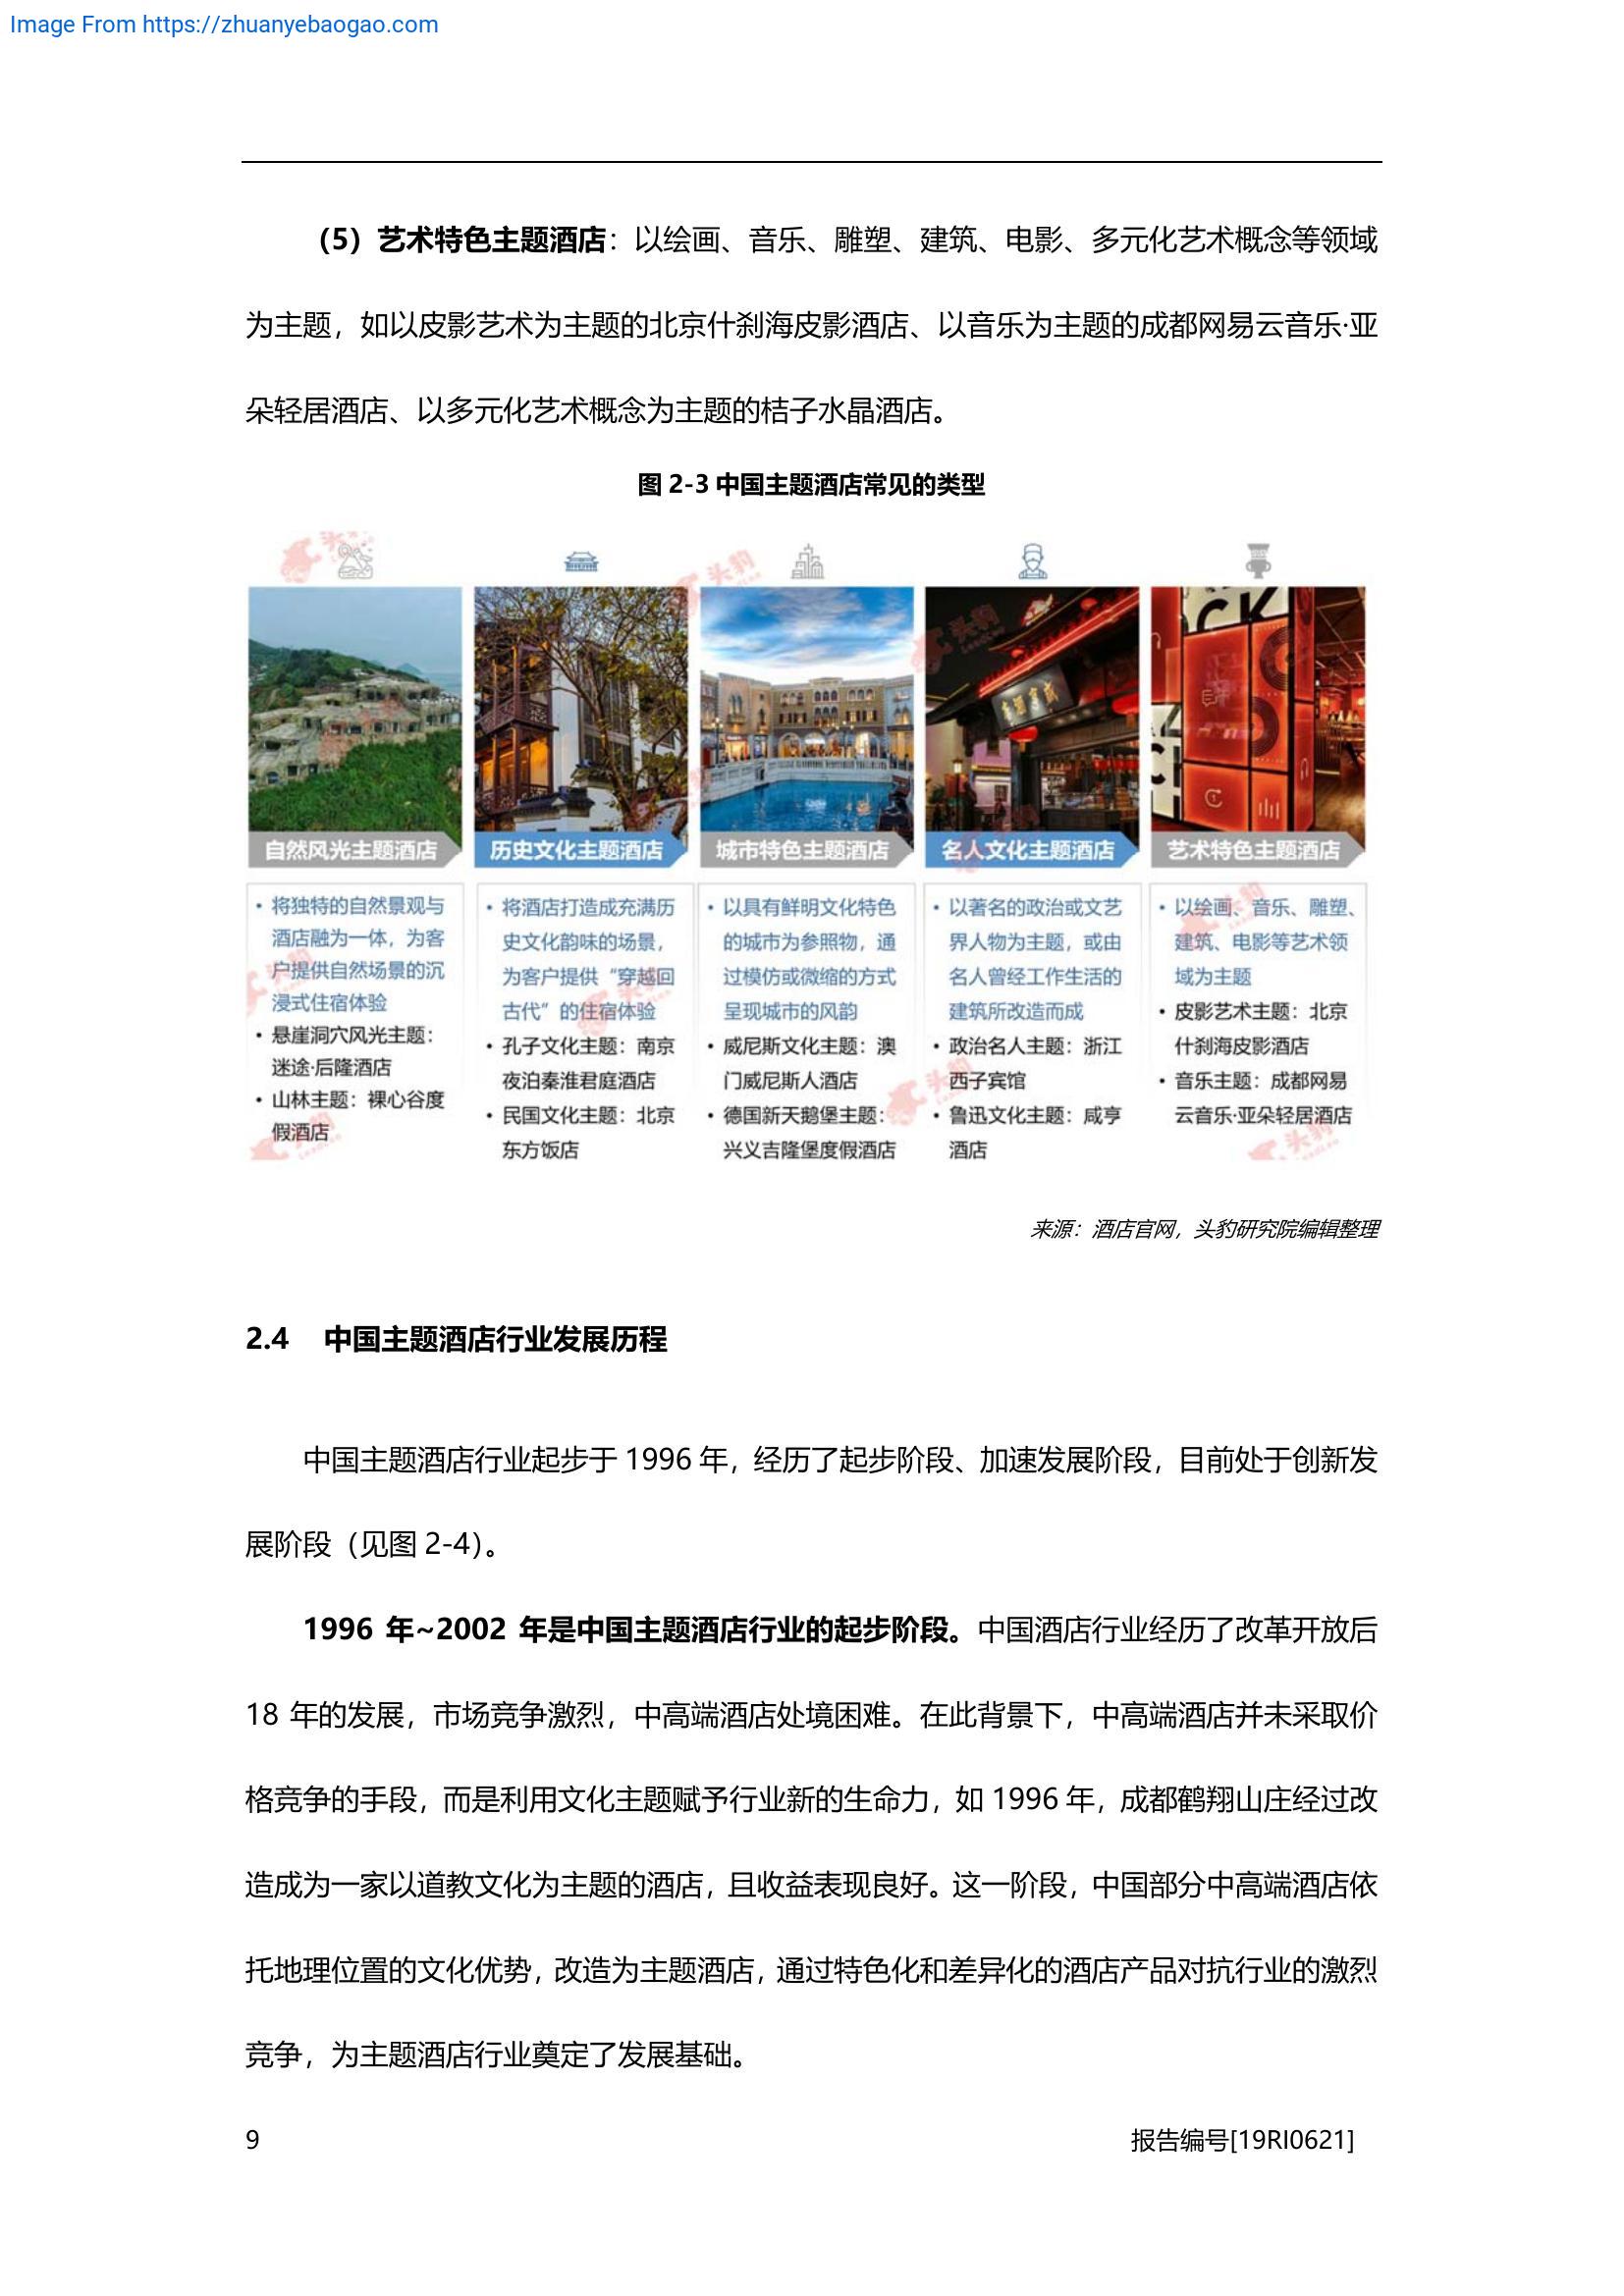 Image From https://zhuanyebaogao.com
（5）艺术特色主题酒店：以绘画、音乐、雕塑、建筑、电影、多元化艺术概念等领域
为主题，如以皮影艺术为主题的北京什刹海皮影酒店、以音乐为主题的成都网易云音乐·亚
朵轻居酒店、以多元化艺术概念为主题的桔子水晶酒店。
图 2-3 中国主题酒店常见的类型
自然风光主题酒店
• 将独特的自然景观与
酒店融为一体，为客
户提供自然场景的沉
浸式住宿体验
• 悬崖洞穴风光主题：
迷途·后隆酒店
• 山林主题：裸心谷度
假酒店
历史文化主题酒店
• 将酒店打造成充满历
史文化韵味的场景，
为客户提供“穿越回
古代”的住宿体验
• 孔子文化主题：南京
夜泊秦淮君庭酒店
• 民国文化主题：北京
东方饭店
城市特色主题酒店
• 以具有鲜明文化特色
的城市为参照物，通
过模仿或微缩的方式
呈现城市的风韵
• 威尼斯文化主题：澳
门威尼斯人酒店
• 德国新天鹅堡主题：
兴义吉隆堡度假酒店
名人文化主题酒店
• 以著名的政治或文艺
界人物为主题，或由
名人曾经工作生活的
建筑所改造而成
• 政治名人主题：浙江
西子宾馆
• 鲁迅文化主题：咸亨
酒店
艺术特色主题酒店
• 以绘画、音乐、雕塑、
建筑、电影等艺术领
域为主题
• 皮影艺术主题：北京
什刹海皮影酒店
• 音乐主题：成都网易
云音乐·亚朵轻居酒店
来源：酒店官网，头豹研究院编辑整理
2.4 中国主题酒店行业发展历程
中国主题酒店行业起步于 1996 年，经历了起步阶段、加速发展阶段，目前处于创新发
展阶段（见图 2-4）。
1996 年~2002 年是中国主题酒店行业的起步阶段。中国酒店行业经历了改革开放后
18 年的发展，市场竞争激烈，中高端酒店处境困难。在此背景下，中高端酒店并未采取价
格竞争的手段，而是利用文化主题赋予行业新的生命力，如 1996 年，成都鹤翔山庄经过改
造成为一家以道教文化为主题的酒店，且收益表现良好。这一阶段，中国部分中高端酒店依
托地理位置的文化优势，改造为主题酒店，通过特色化和差异化的酒店产品对抗行业的激烈
竞争，为主题酒店行业奠定了发展基础。
9
报告编号[19RI0621]